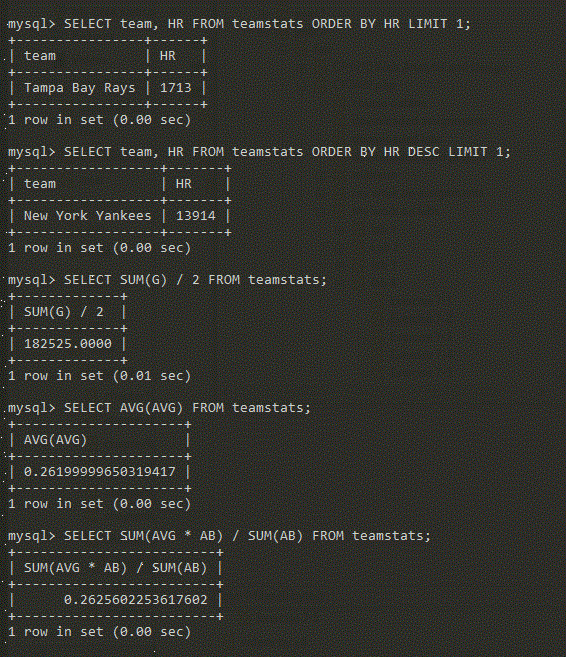 mysql> SELECT team, HR FROM teamstats ORDER BY HR LIMIT 1;
+----------------+------+
| team           | HR   |
+----------------+------+
| Tampa Bay Rays | 1713 |
+----------------+------+
1 row in set (0.00 sec)

mysql> SELECT team, HR FROM teamstats ORDER BY HR DESC LIMIT 1;
+------------------+-------+
| team             | HR    |
+------------------+-------+
| New York Yankees | 13914 |
+------------------+-------+
1 row in set (0.00 sec)

mysql> SELECT SUM(G) / 2 FROM teamstats;
+-------------+
| SUM(G) / 2  |
+-------------+
| 182525.0000 |
+-------------+
1 row in set (0.01 sec)

mysql> SELECT AVG(AVG) FROM teamstats;
+---------------------+
| AVG(AVG)            |
+---------------------+
| 0.26199999650319417 |
+---------------------+
1 row in set (0.00 sec)

mysql> SELECT SUM(AVG * AB) / SUM(AB) FROM teamstats;
+-------------------------+
| SUM(AVG * AB) / SUM(AB) |
+-------------------------+
|      0.2625602253617602 |
+-------------------------+
1 row in set (0.00 sec)